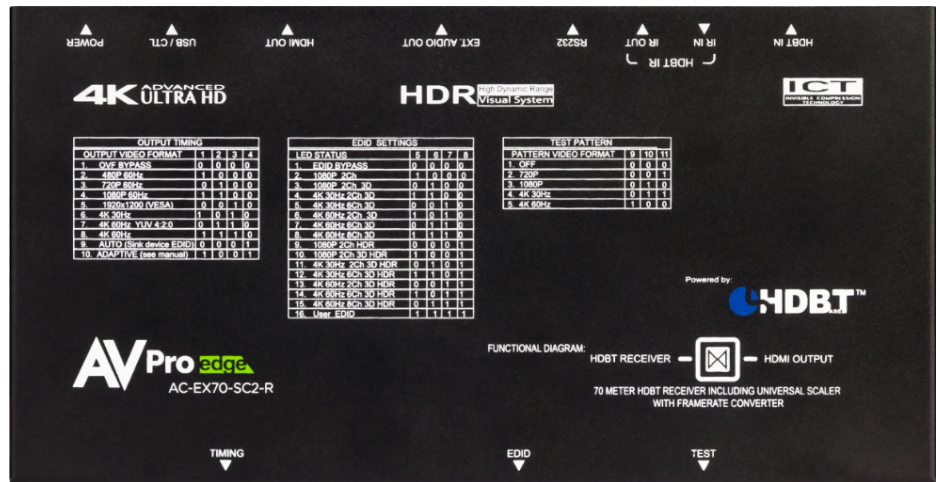 POWER USB / CTL HDMI OUT EXT. AUDIO OUT RS232 IR OUT IR IN HDBT IN
HDBT IR
4K ADVANCED ULTRA HD
HDR High Dynamic Range Visual System
ICT
INVISIBLE COMPRESSION
TECHNOLOGY
OUTPUT TIMING
OUTPUT VIDEO FORMAT 1 2 3 4
1. OVF BYPASS 0 0 0 0
2. 480P 60Hz 1 0 0 0
3. 720P 60Hz 0 1 0 0
4. 1080P 60Hz 1 1 0 0
5. 1920x1200 (VESA) 0 0 1 0
6. 4K 30Hz 1 0 1 0
7. 4K 60Hz YUV 4:2:0 0 1 1 0
8. 4K 60Hz 1 1 1 0
9. AUTO (Sink device EDID) 0 0 0 1
10. ADAPTIVE (see manual) 1 0 0 1
EDID SETTINGS
LED STATUS 5 6 7 8
1. EDID BYPASS 0 0 0 0
2. 1080P 2Ch 1 0 0 0
3. 1080P 2Ch 3D 0 1 0 0
4. 4K 30Hz 2Ch 3D 1 1 0 0
5. 4K 30Hz 6Ch 3D 0 0 1 0
6. 4K 60Hz 2Ch 3D 1 0 1 0
7. 4K 60Hz 6Ch 3D 0 1 1 0
8. 4K 60Hz 8Ch 3D 1 1 1 0
9. 1080P 2Ch HDR 0 0 0 1
10. 1080P 2Ch 3D HDR 1 0 0 1
11. 4K 30Hz 2Ch 3D HDR 0 1 0 1
12. 4K 30Hz 6Ch 3D HDR 1 1 0 1
13. 4K 60Hz 2Ch 3D HDR 0 0 1 1
14. 4K 60Hz 6Ch 3D HDR 1 0 1 1
15. 4K 60Hz 8Ch 3D HDR 0 1 1 1
16. User EDID 1 1 1 1
TEST PATTERN
PATTERN VIDEO FORMAT 9 10 11
1. OFF 0 0 0
2. 720P 0 0 1
3. 1080P 0 1 0
4. 4K 30Hz 0 1 1
5. 4K 60Hz 1 0 0
Powered by:
HDBT™
AVPro edge
AC-EX70-SC2-R
FUNCTIONAL DIAGRAM:
HDBT RECEIVER HDMI OUTPUT
70 METER HDBT RECEIVER INCLUDING UNIVERSAL SCALER
WITH FRAMERATE CONVERTER
TIMING EDID TEST